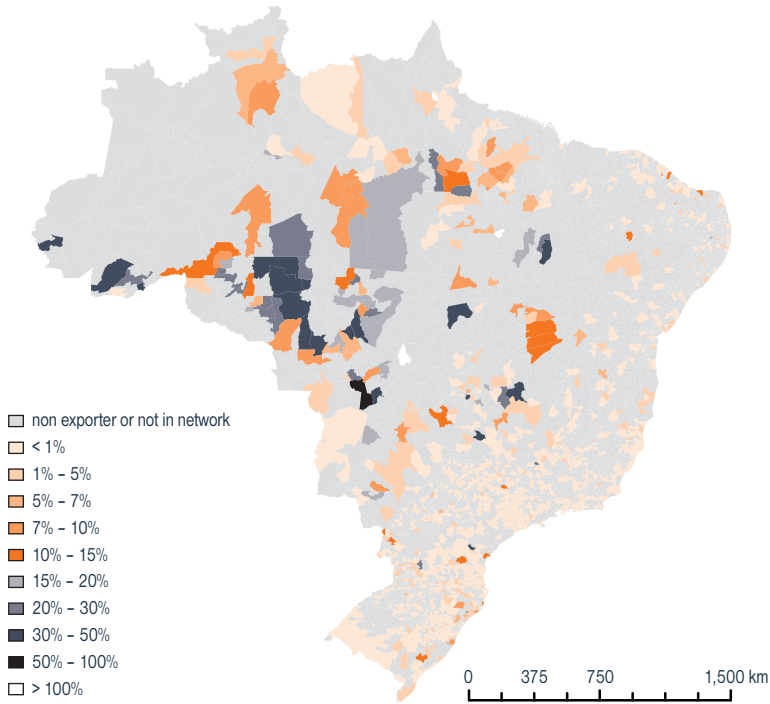 non exporter or not in network
< 1%
1% – 5%
5% – 7%
7% – 10%
10% – 15%
15% – 20%
20% – 30%
30% – 50%
50% – 100%
> 100%
0 375 750 1,500 km